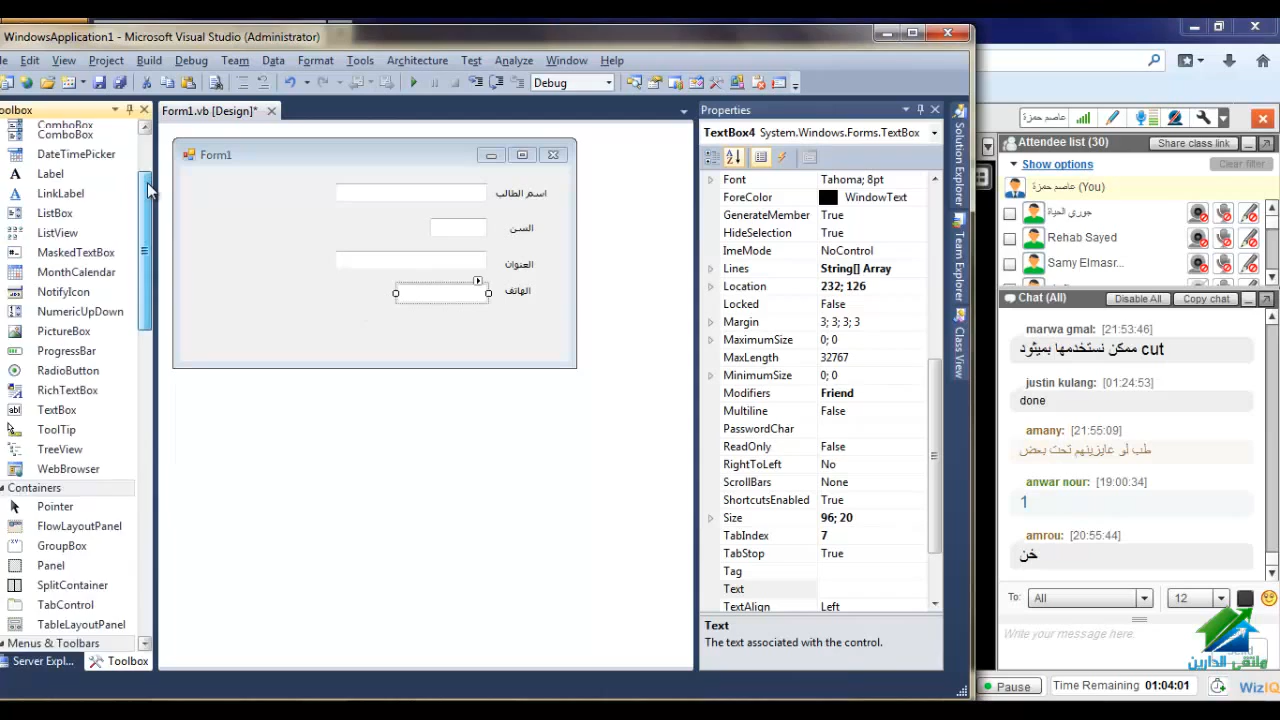 WindowsApplication1 - Microsoft Visual Studio (Administrator)
Edit View Project Build Debug Team Data Format Tools Architecture Test Analyze Window Help
Debug
Toolbox
ComboBox
ComboBox
DateTimePicker
Label
LinkLabel
ListBox
ListView
MaskedTextBox
MonthCalendar
NotifyIcon
NumericUpDown
PictureBox
ProgressBar
RadioButton
RichTextBox
TextBox
ToolTip
TreeView
WebBrowser
Containers
Pointer
FlowLayoutPanel
GroupBox
Panel
SplitContainer
TabControl
TableLayoutPanel
Menus & Toolbars
Server Expl...
Toolbox
Form1.vb [Design]*
Form1
اسم الطالب
السن
العنوان
الهاتف
Properties
TextBox4 System.Windows.Forms.TextBox
Font Tahoma; 8pt
ForeColor WindowText
GenerateMember True
HideSelection True
ImeMode NoControl
Lines String[] Array
Location 232; 126
Locked False
Margin 3; 3; 3; 3
MaximumSize 0; 0
MaxLength 32767
MinimumSize 0; 0
Modifiers Friend
Multiline False
PasswordChar
ReadOnly False
RightToLeft No
ScrollBars None
ShortcutsEnabled True
Size 96; 20
TabIndex 7
TabStop True
Tag
Text
TextAlign Left
Text
The text associated with the control.
Solution Explorer
Team Explorer
Class View
عاصم حمزة
Attendee list (30)
Share class link
Show options
Clear filter
عاصم حمزة (You)
جوري الحياة
Rehab Sayed
Samy Elmasr...
Chat (All)
Disable All
Copy chat
marwa gmal: [21:53:46]
ممكن نستخدمها بميثود cut
justin kulang: [01:24:53]
done
amany: [21:55:09]
طب لو عايزينهم تحت بعض
anwar nour: [19:00:34]
1
amrou: [20:55:44]
خن
To: All 12
Write your message here.
ملتقى الدارين
Pause
Time Remaining 01:04:01
WizIQ